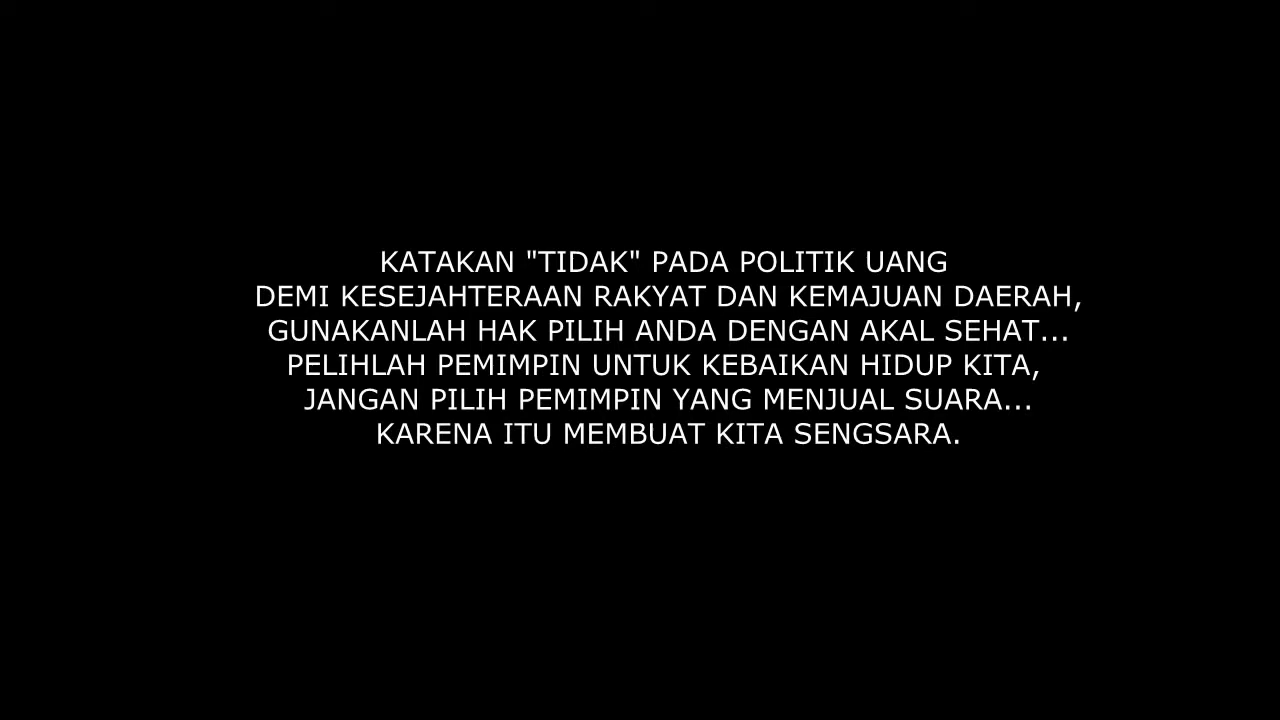 KATAKAN "TIDAK" PADA POLITIK UANG
DEMI KESEJAHTERAAN RAKYAT DAN KEMAJUAN DAERAH,
GUNAKANLAH HAK PILIH ANDA DENGAN AKAL SEHAT...
PELIHLAH PEMIMPIN UNTUK KEBAIKAN HIDUP KITA,
JANGAN PILIH PEMIMPIN YANG MENJUAL SUARA...
KARENA ITU MEMBUAT KITA SENGSARA.